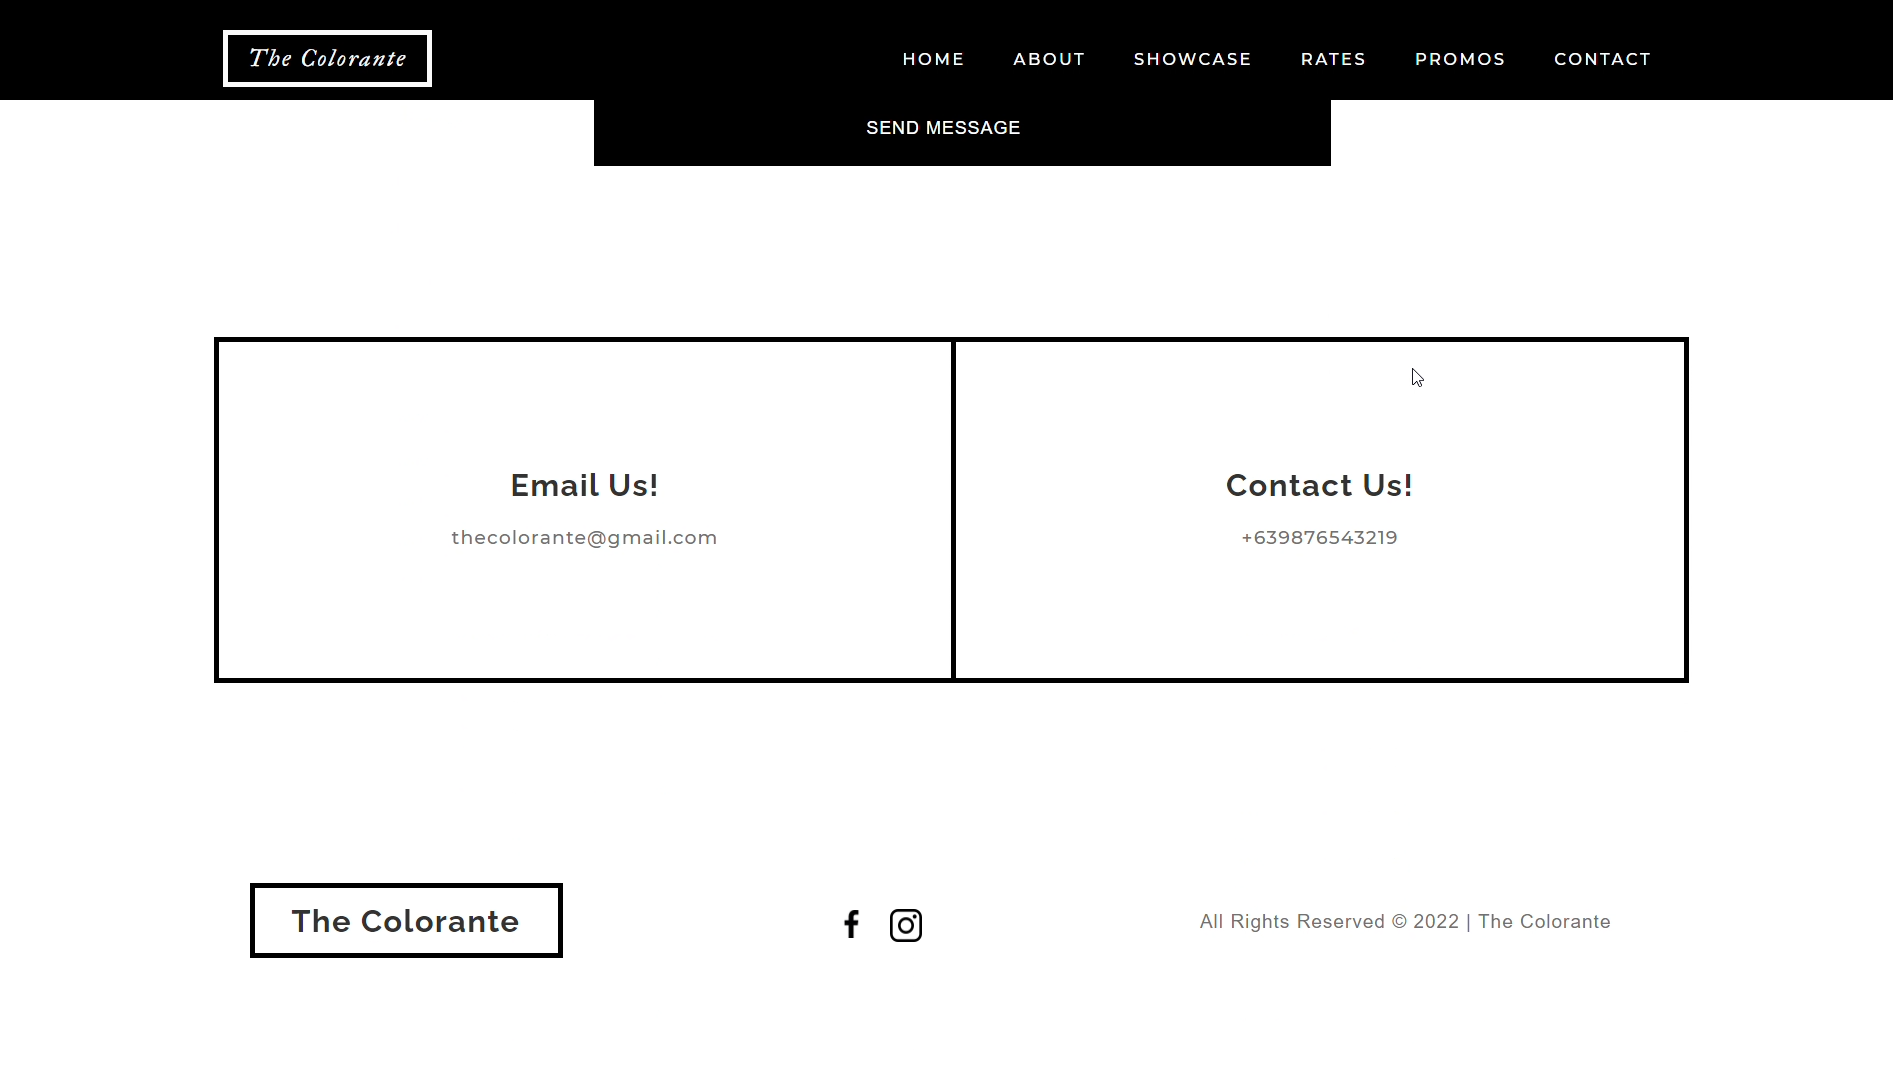 The Colorante
HOME ABOUT SHOWCASE RATES PROMOS CONTACT
SEND MESSAGE
Email Us!
thecolorante@gmail.com
Contact Us!
+639876543219
The Colorante
All Rights Reserved © 2022 | The Colorante